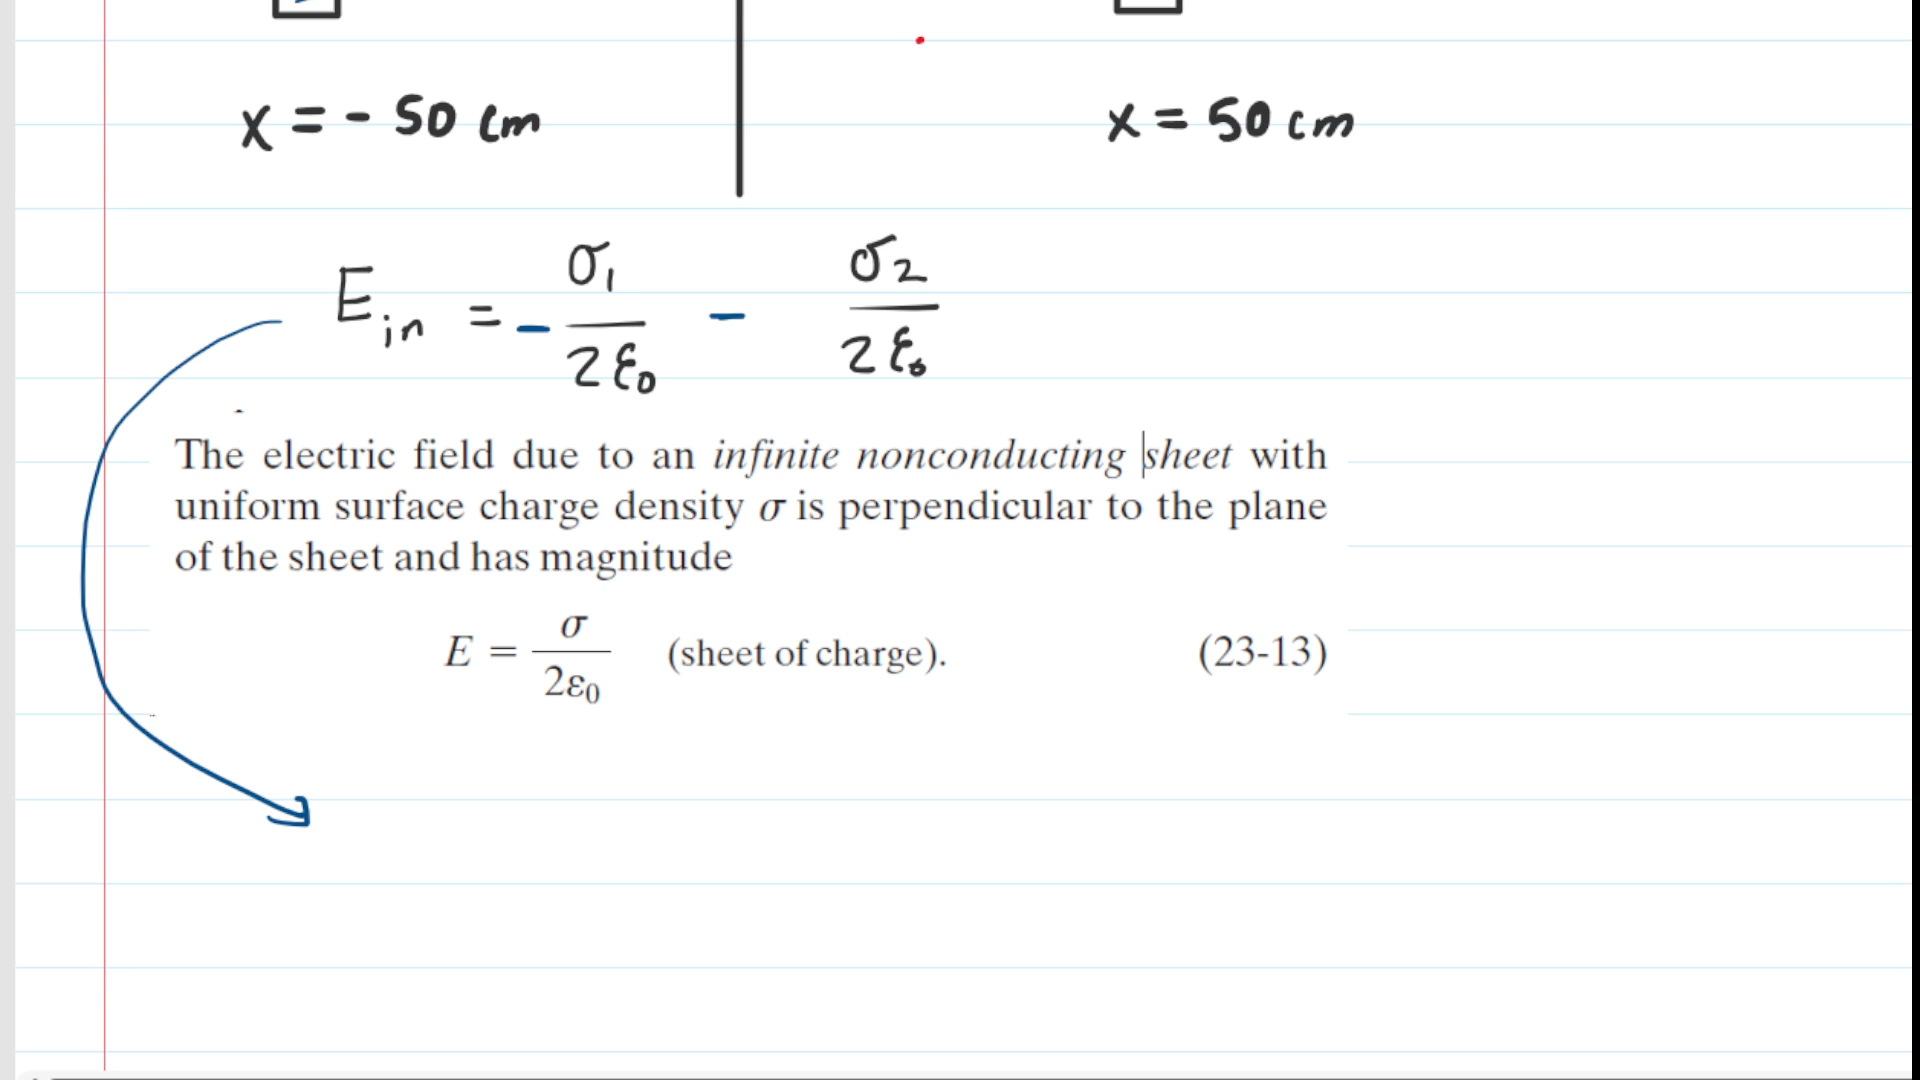 x = - 50 cm
x = 50 cm
E_in = - σ₁/2ε₀ - σ₂/2ε₀
The electric field due to an infinite nonconducting sheet with
uniform surface charge density σ is perpendicular to the plane
of the sheet and has magnitude
E = σ/2ε₀ (sheet of charge). (23-13)